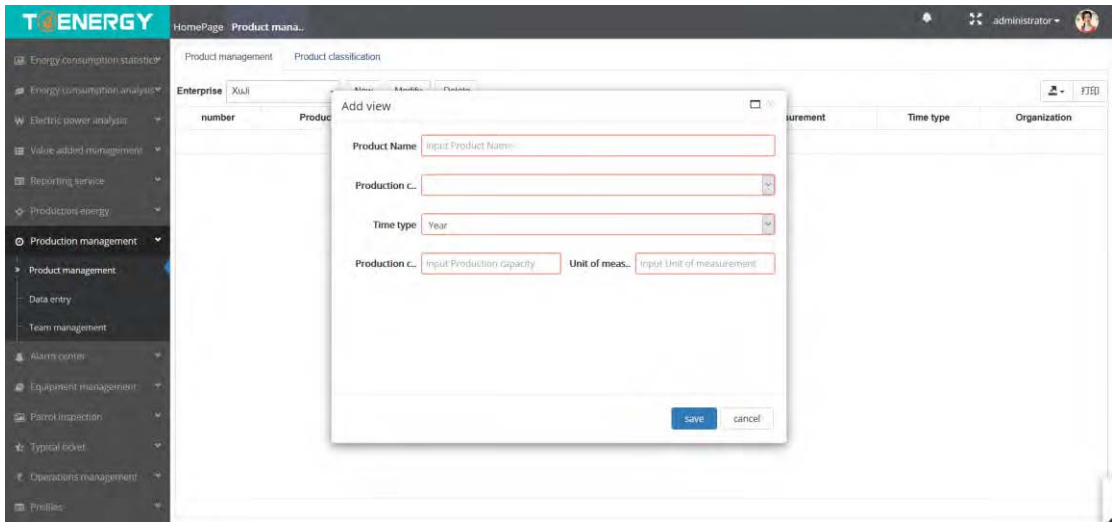 TOENERGY
HomePage Product mana..
administrator
Energy consumption statistics
Product management Product classification
Energy consumption analysis
Enterprise XuJi New Modify Delete 打印
Add view
Electric power analysis
number Produc urement Time type Organization
Product Name Input Product Name
Value added management
Reporting service
Production c..
Production energy
Time type Year
Production management
Production c.. Input Production capacity Unit of meas.. Input Unit of measurement
Product management
Data entry
Team management
Alarm center
Equipment management
Patrol inspection
save cancel
Typical ticket
Operations management
Profiles